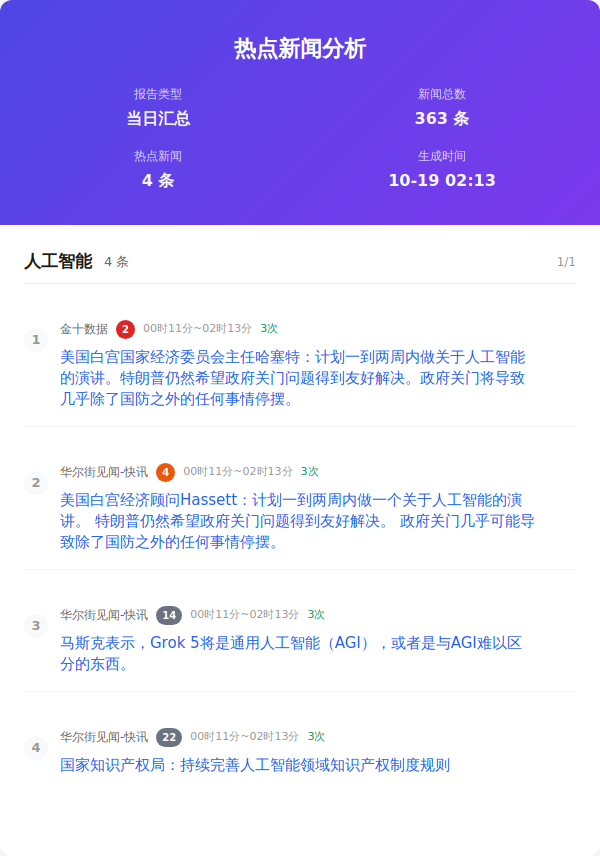 热点新闻分析
报告类型
新闻总数
当日汇总
363 条
热点新闻
生成时间
4 条
10-19 02:13
人工智能 4 条 1/1
1 金十数据 2 00时11分~02时13分 3次
美国白宫国家经济委员会主任哈塞特：计划一到两周内做关于人工智能
的演讲。特朗普仍然希望政府关门问题得到友好解决。政府关门将导致
几乎除了国防之外的任何事情停摆。
2 华尔街见闻-快讯 4 00时11分~02时13分 3次
美国白宫经济顾问Hassett：计划一到两周内做一个关于人工智能的演
讲。 特朗普仍然希望政府关门问题得到友好解决。 政府关门几乎可能导
致除了国防之外的任何事情停摆。
3 华尔街见闻-快讯 14 00时11分~02时13分 3次
马斯克表示，Grok 5将是通用人工智能（AGI），或者是与AGI难以区
分的东西。
4 华尔街见闻-快讯 22 00时11分~02时13分 3次
国家知识产权局：持续完善人工智能领域知识产权制度规则